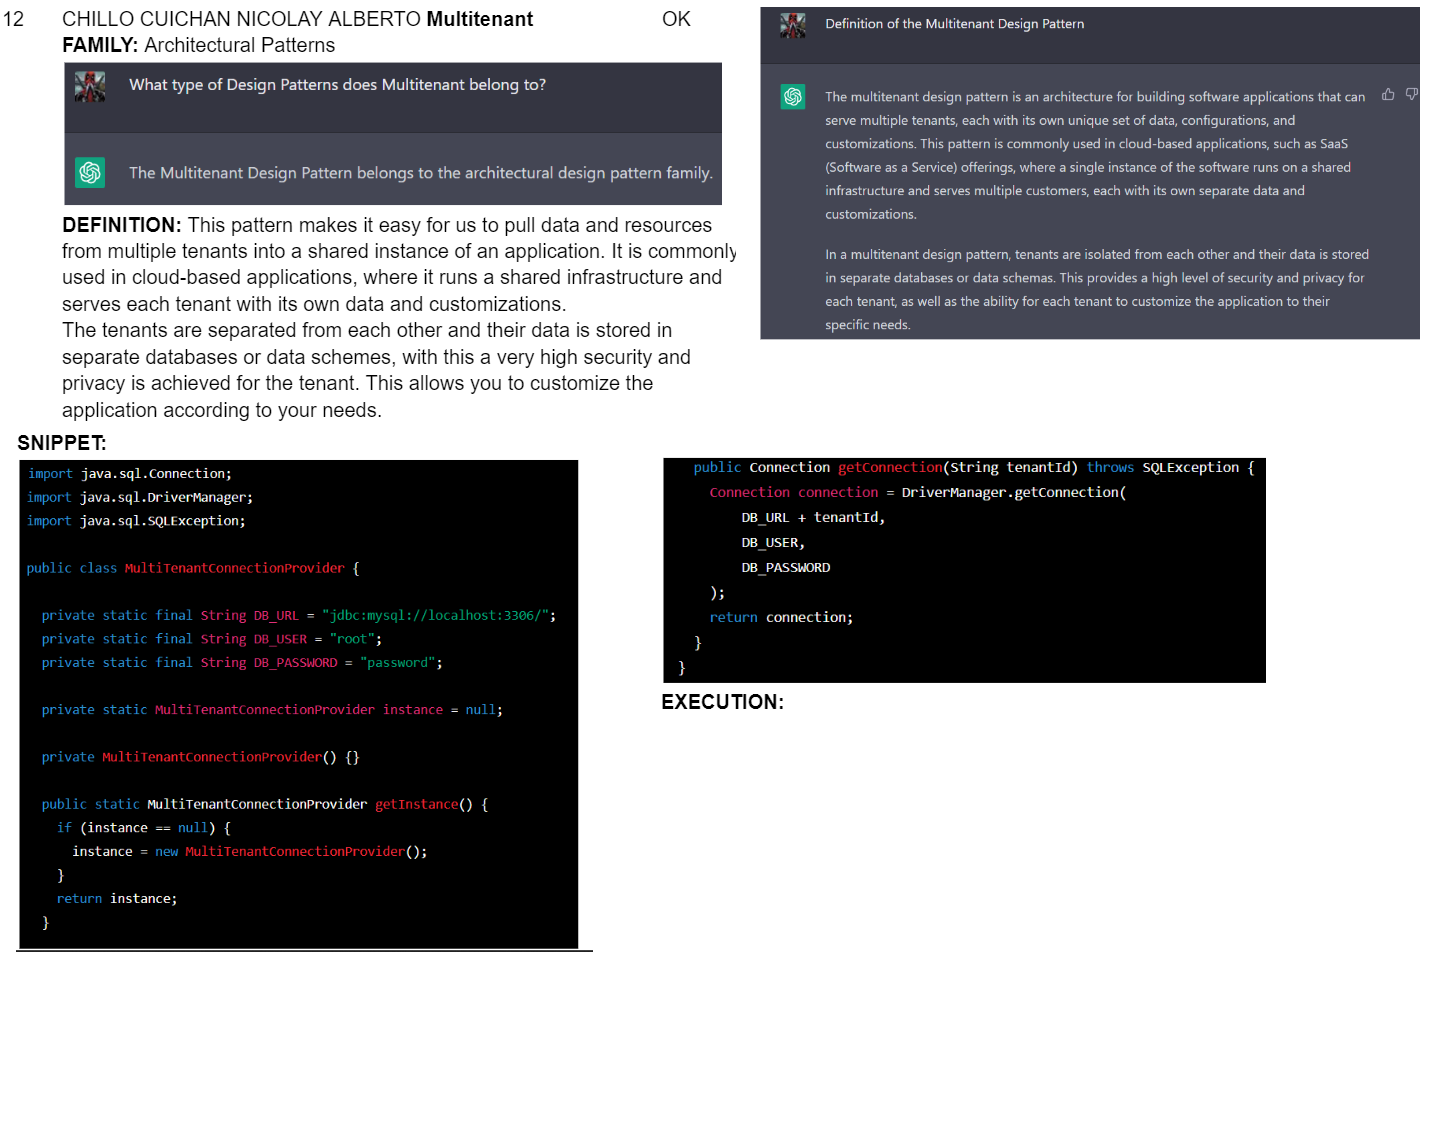 12 CHILLO CUICHAN NICOLAY ALBERTO Multitenant OK
FAMILY: Architectural Patterns
What type of Design Patterns does Multitenant belong to?
The Multitenant Design Pattern belongs to the architectural design pattern family.
DEFINITION: This pattern makes it easy for us to pull data and resources
from multiple tenants into a shared instance of an application. It is commonly
used in cloud-based applications, where it runs a shared infrastructure and
serves each tenant with its own data and customizations.
The tenants are separated from each other and their data is stored in
separate databases or data schemes, with this a very high security and
privacy is achieved for the tenant. This allows you to customize the
application according to your needs.
Definition of the Multitenant Design Pattern
The multitenant design pattern is an architecture for building software applications that can
serve multiple tenants, each with its own unique set of data, configurations, and
customizations. This pattern is commonly used in cloud-based applications, such as SaaS
(Software as a Service) offerings, where a single instance of the software runs on a shared
infrastructure and serves multiple customers, each with its own separate data and
customizations.
In a multitenant design pattern, tenants are isolated from each other and their data is stored
in separate databases or data schemas. This provides a high level of security and privacy for
each tenant, as well as the ability for each tenant to customize the application to their
specific needs.
SNIPPET:
import java.sql.Connection;
import java.sql.DriverManager;
import java.sql.SQLException;
public class MultiTenantConnectionProvider {
private static final String DB_URL = "jdbc:mysql://localhost:3306/";
private static final String DB_USER = "root";
private static final String DB_PASSWORD = "password";
private static MultiTenantConnectionProvider instance = null;
private MultiTenantConnectionProvider() {}
public static MultiTenantConnectionProvider getInstance() {
if (instance == null) {
instance = new MultiTenantConnectionProvider();
}
return instance;
}
public Connection getConnection(String tenantId) throws SQLException {
Connection connection = DriverManager.getConnection(
DB_URL + tenantId,
DB_USER,
DB_PASSWORD
);
return connection;
}
}
EXECUTION: